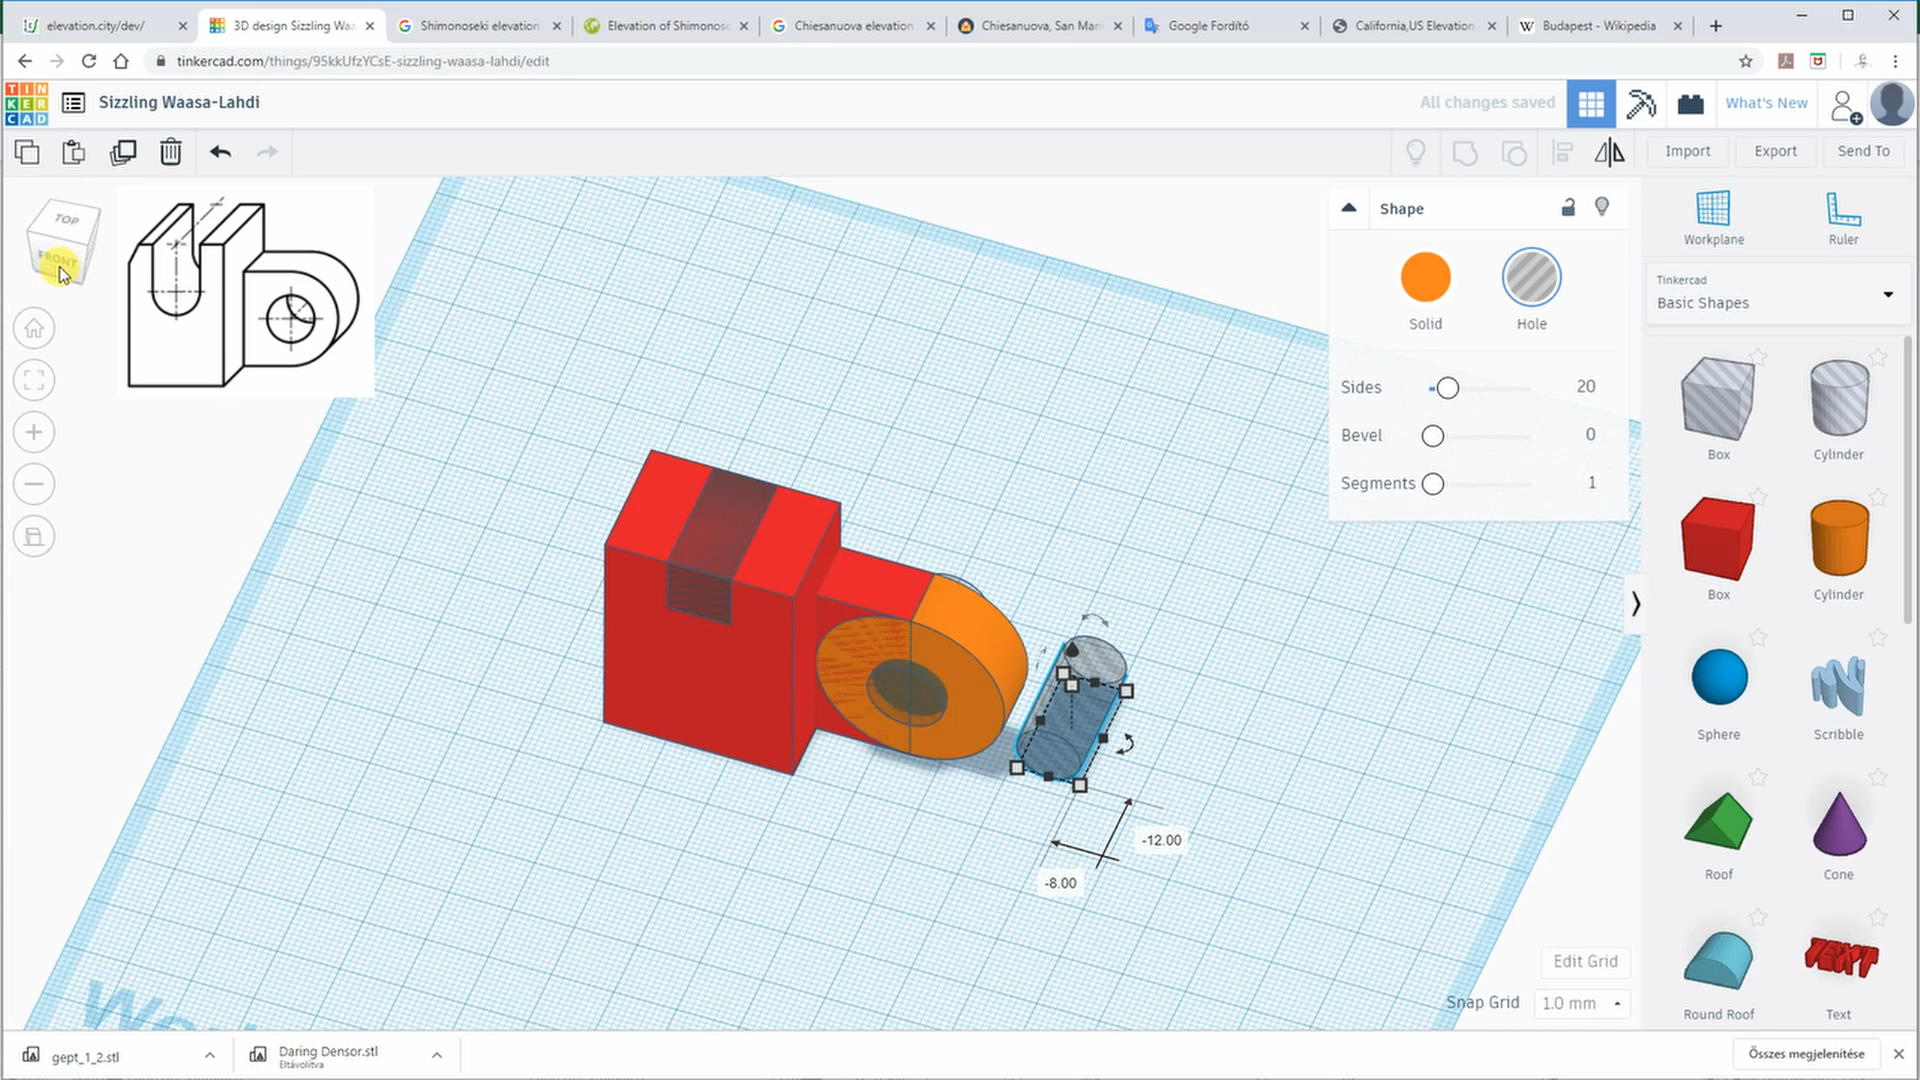 elevation.city/dev/
3D design Sizzling Waa
Shimonoseki elevation
Elevation of Shimonos
Chiesanuova elevation
Chiesanuova, San Mari
Google Fordító
California,US Elevation
Budapest - Wikipedia
tinkercad.com/things/95kkUfzYCsE-sizzling-waasa-lahdi/edit
TIN
KER
CAD
Sizzling Waasa-Lahdi
All changes saved
What's New
Import
Export
Send To
TOP
FRONT
Shape
Solid
Hole
Sides
20
Bevel
0
Segments
1
Workplane
Ruler
Tinkercad
Basic Shapes
Box
Cylinder
Box
Cylinder
Sphere
Scribble
Roof
Cone
TEXT
Round Roof
Text
-12.00
-8.00
Edit Grid
Snap Grid
1.0 mm
gept_1_2.stl
Daring Densor.stl
Eltávolítva
Összes megjelenítése